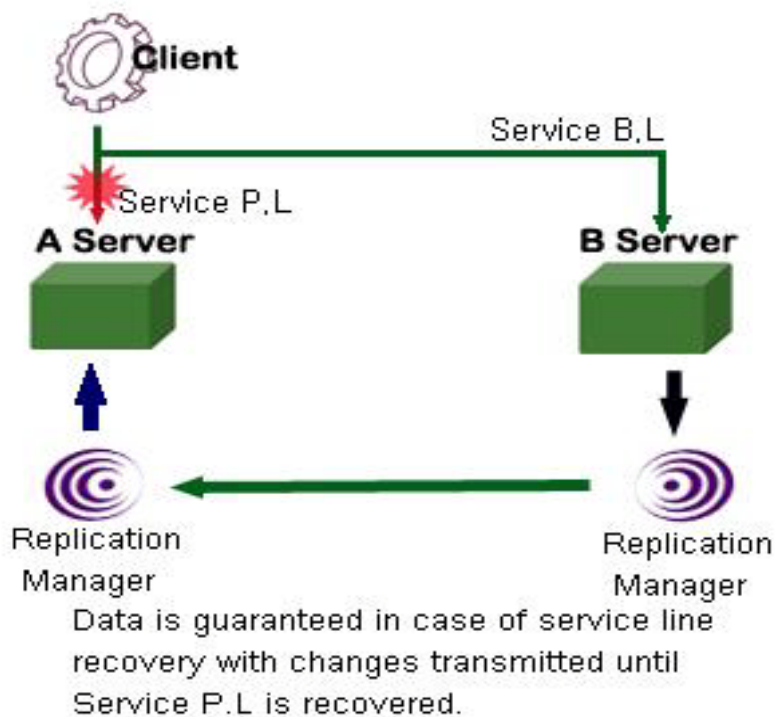 Client
Service B,L
Service P,L
A Server
B Server
Replication
Manager
Replication
Manager
Data is guaranteed in case of service line
recovery with changes transmitted until
Service P.L is recovered.